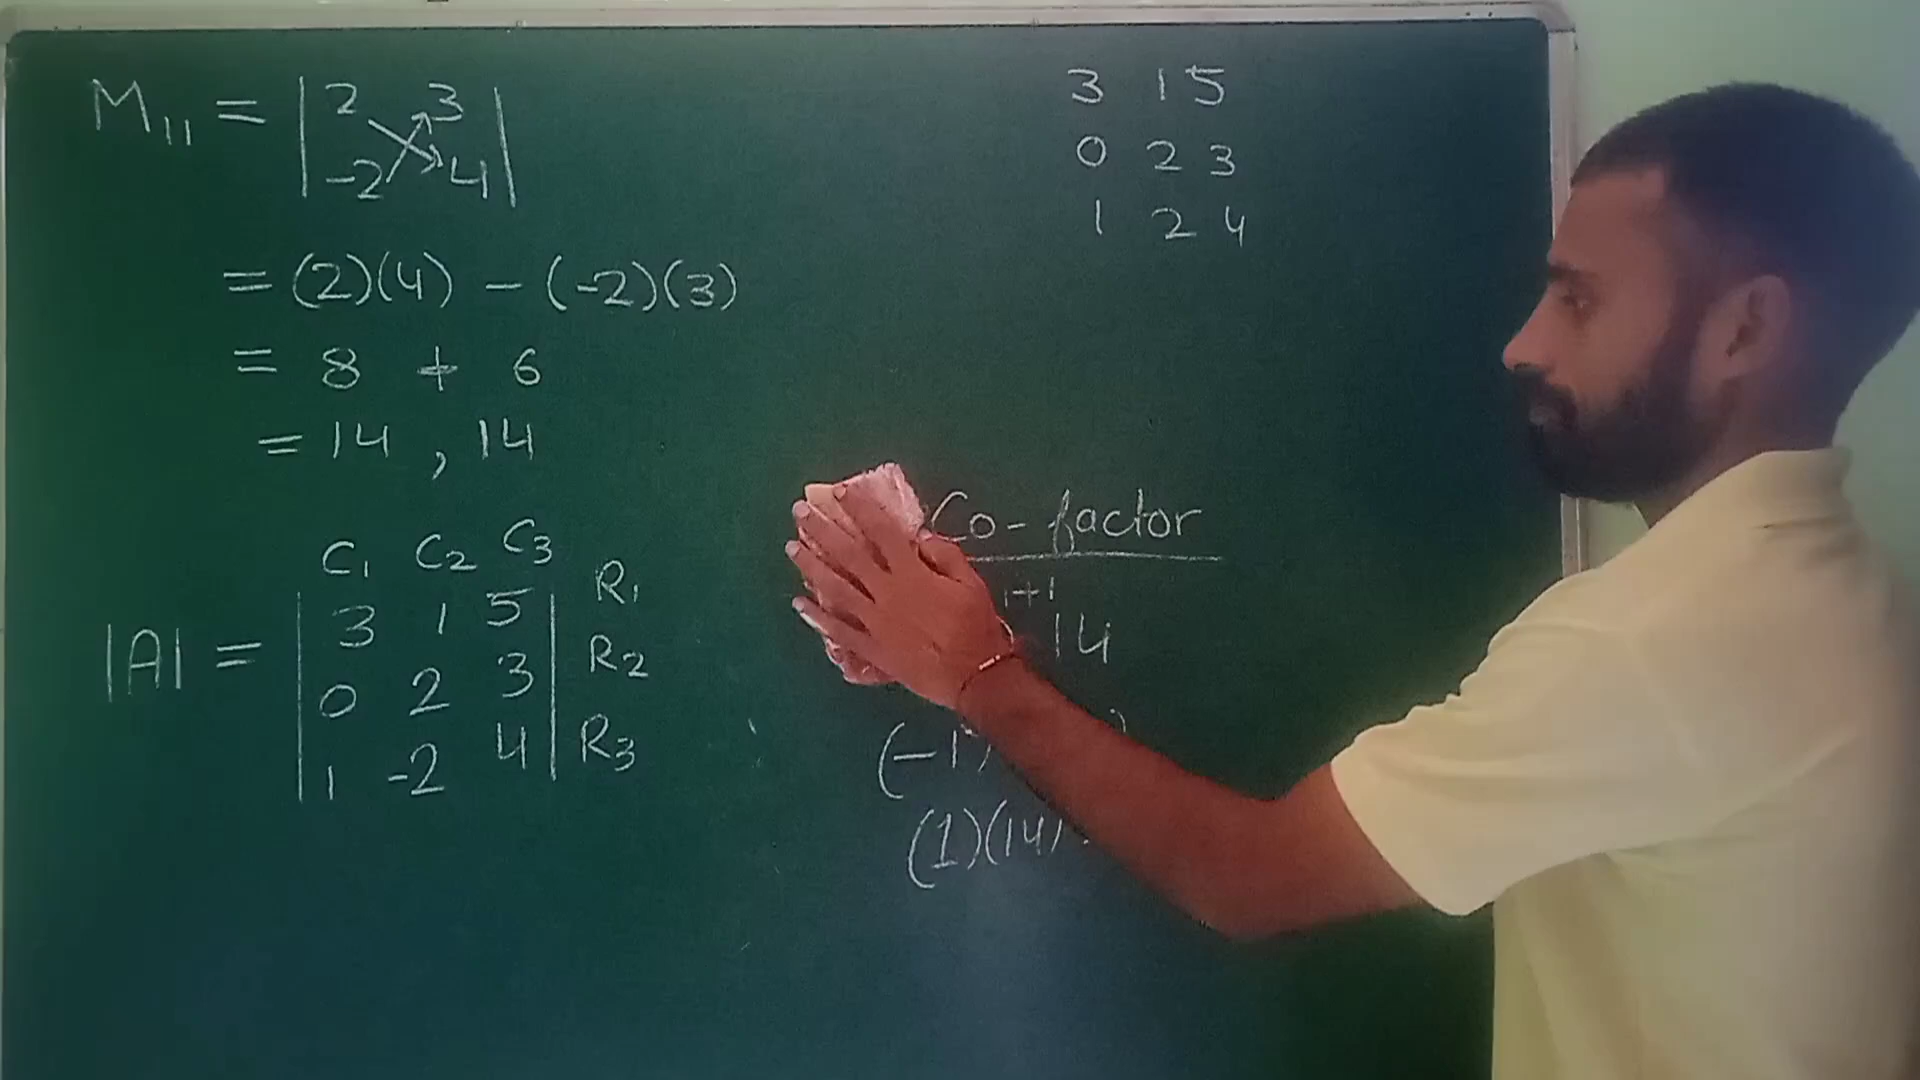 M11 = | 2 3 |
| -2 4 |
= (2)(4) - (-2)(3)
= 8 + 6
= 14 , 14
C1 C2 C3
|A| = | 3 1 5 | R1
| 0 2 3 | R2
| 1 -2 4 | R3
3 1 5
0 2 3
1 2 4
Co-factor
1+1
14
(-1)
(1)(14)